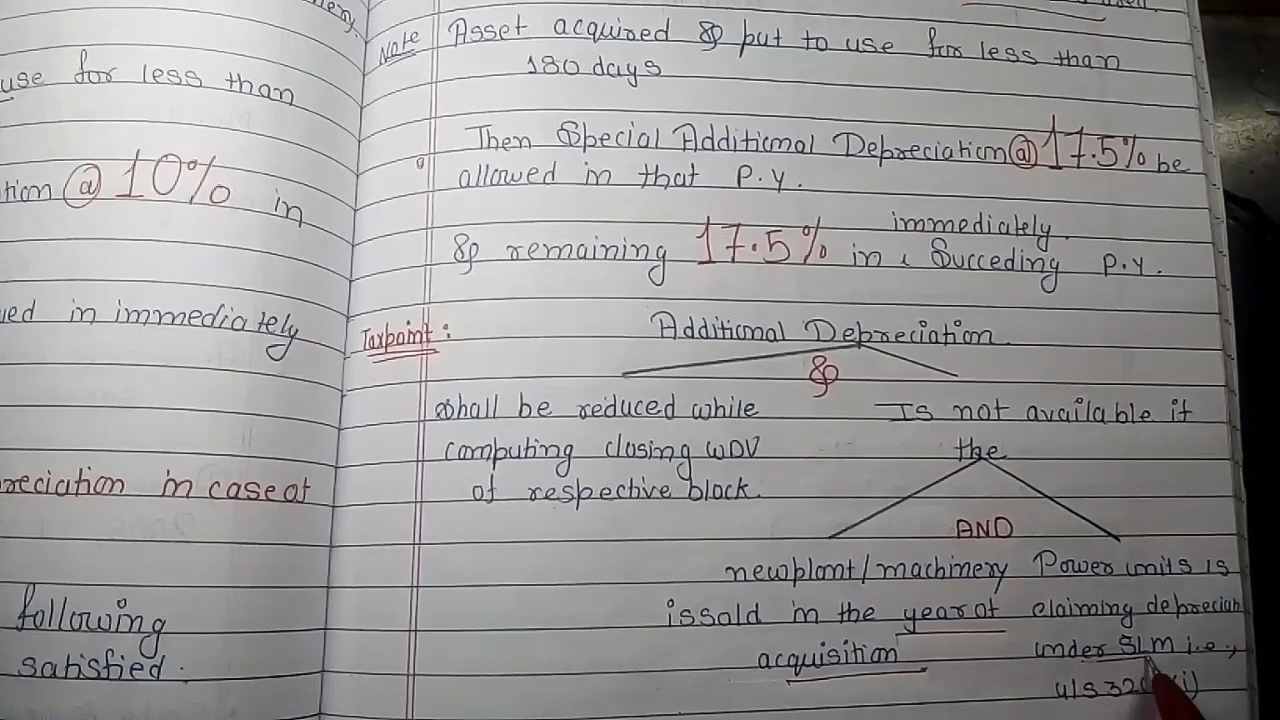 use for less than
tion @ 10% in
ued in immediately
reciation in case of
following
satisfied.
Note Asset acquired & put to use for less than
180 days
Then Special Additional Depreciation @ 17.5% be
allowed in that P.Y.
immediately
& remaining 17.5% in Succeding P.Y.
Taxpoint: Additional Depreciation
&
shall be reduced while
computing closing WDV
of respective block.
Is not available if
the
AND
new plant/machinery
is sold in the year of
acquisition
Power units is
claiming depreciation
under SLM i.e.,
u/s 32